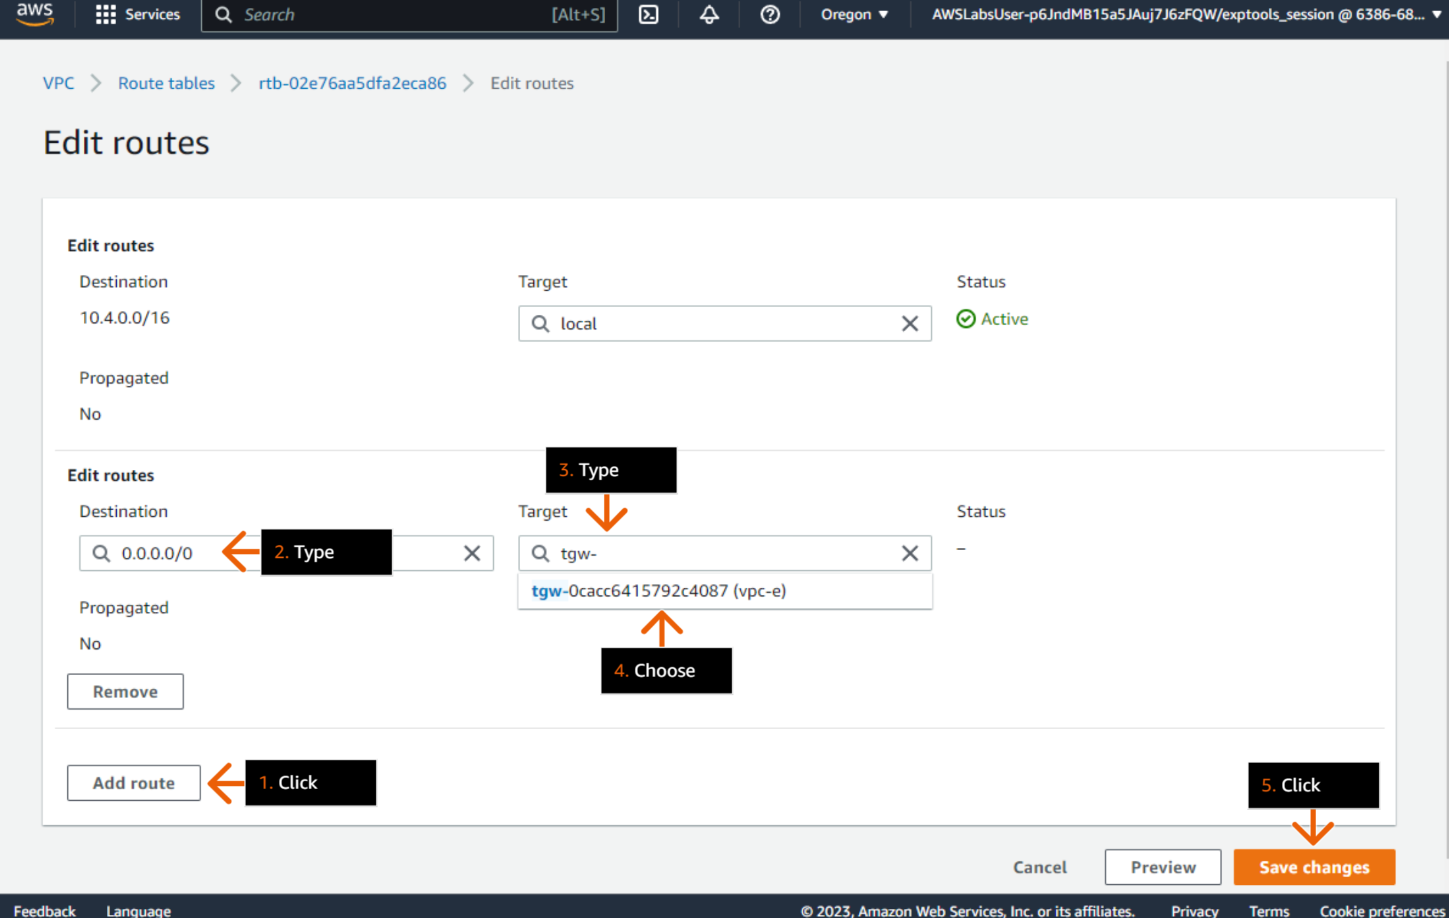 aws Services Search [Alt+S] Oregon ▼ AWSLabsUser-p6JndMB15a5JAuj7J6zFQW/exptools_session @ 6386-68... ▼
VPC > Route tables > rtb-02e76aa5dfa2eca86 > Edit routes
Edit routes
Edit routes
Destination Target Status
10.4.0.0/16 local Active
Propagated
No
3. Type
Edit routes
Destination Target Status
0.0.0.0/0 2. Type tgw- –
tgw-0cacc6415792c4087 (vpc-e)
Propagated
No
4. Choose
Remove
Add route 1. Click 5. Click
Cancel Preview Save changes
Feedback Language © 2023, Amazon Web Services, Inc. or its affiliates. Privacy Terms Cookie preferences